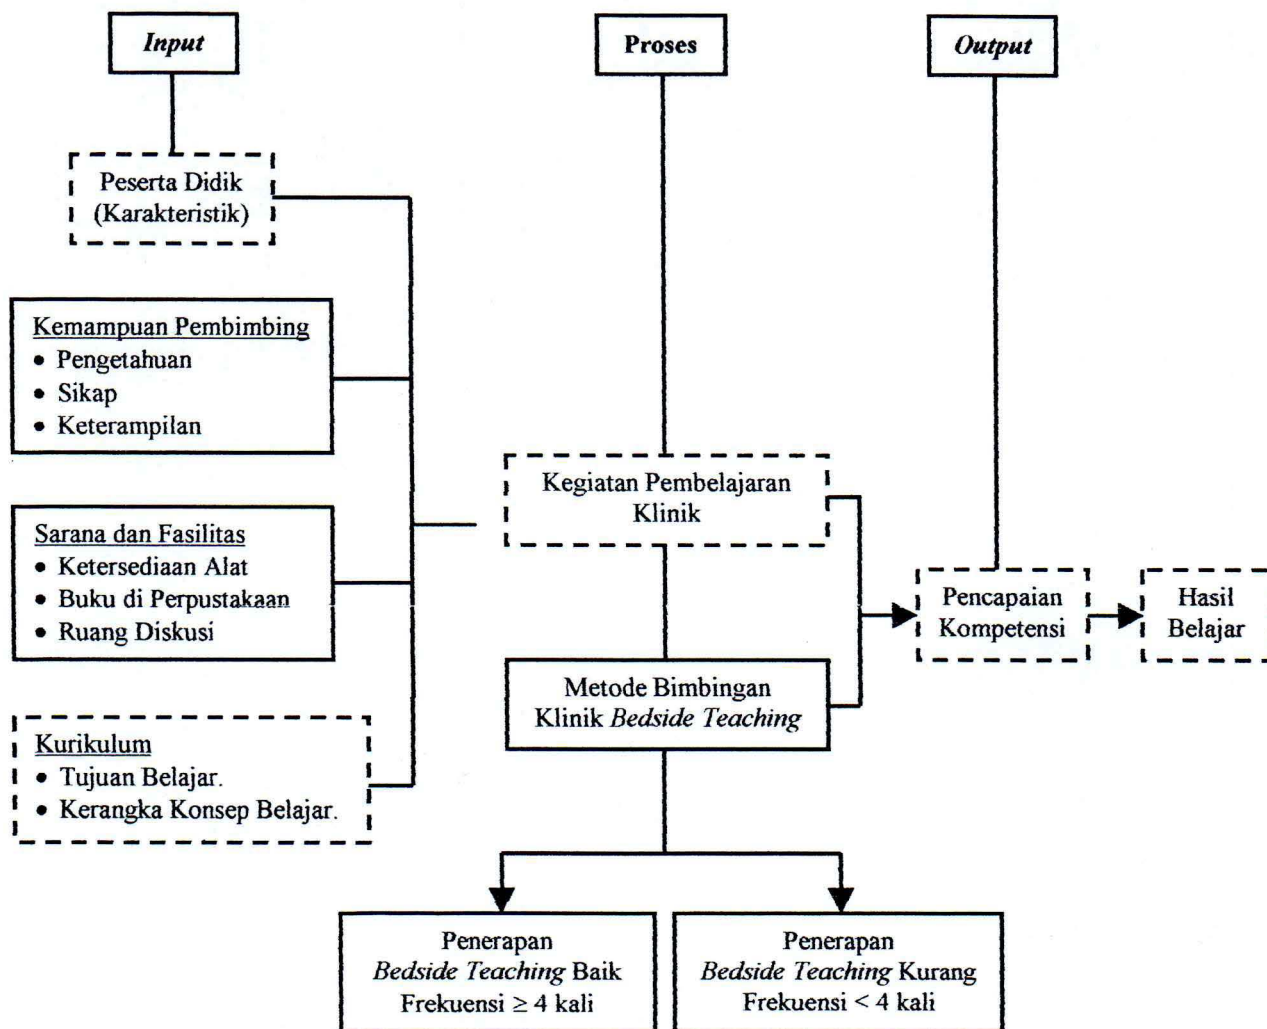 Input
Proses
Output
Peserta Didik
(Karakteristik)
Kemampuan Pembimbing
• Pengetahuan
• Sikap
• Keterampilan
Sarana dan Fasilitas
• Ketersediaan Alat
• Buku di Perpustakaan
• Ruang Diskusi
Kurikulum
• Tujuan Belajar.
• Kerangka Konsep Belajar.
Kegiatan Pembelajaran
Klinik
Metode Bimbingan
Klinik Bedside Teaching
Pencapaian
Kompetensi
Hasil
Belajar
Penerapan
Bedside Teaching Baik
Frekuensi ≥ 4 kali
Penerapan
Bedside Teaching Kurang
Frekuensi < 4 kali